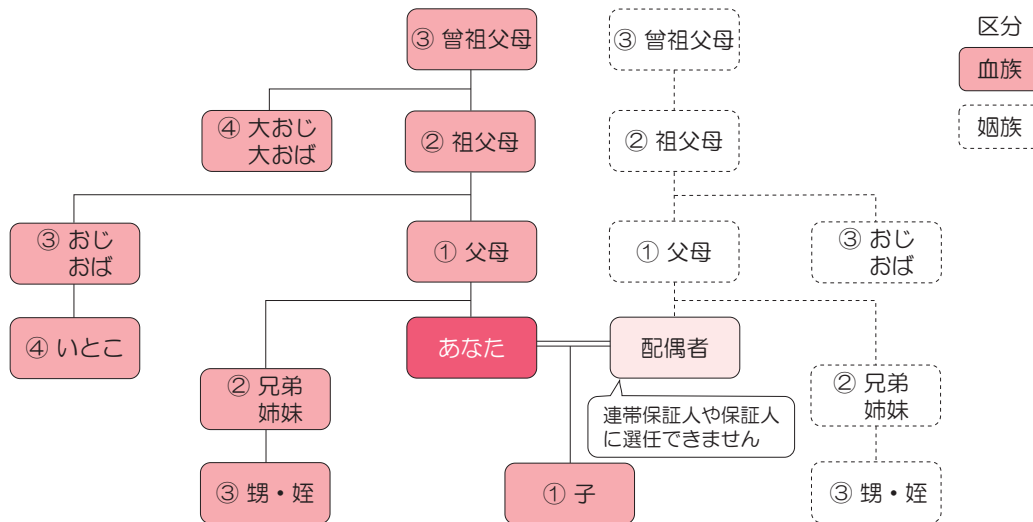 ③ 曾祖父母
③ 曾祖父母
区分
血族
④ 大おじ
大おば
② 祖父母
② 祖父母
姻族
③ おじ
おば
① 父母
① 父母
③ おじ
おば
④ いとこ
あなた
配偶者
② 兄弟
姉妹
連帯保証人や保証人
に選任できません
② 兄弟
姉妹
③ 甥・姪
① 子
③ 甥・姪